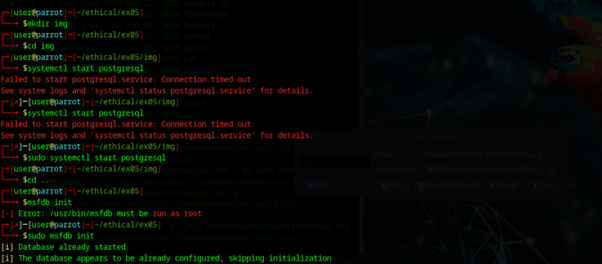 ┌─[user@parrot]─[~/ethical/ex05]
└──╼ $mkdir img
┌─[user@parrot]─[~/ethical/ex05]
└──╼ $cd img
┌─[user@parrot]─[~/ethical/ex05/img]
└──╼ $systemctl start postgresql
Failed to start postgresql.service: Connection timed out
See system logs and 'systemctl status postgresql.service' for details.
┌─[✗]─[user@parrot]─[~/ethical/ex05/img]
└──╼ $systemctl start postgresql
Failed to start postgresql.service: Connection timed out
See system logs and 'systemctl status postgresql.service' for details.
┌─[✗]─[user@parrot]─[~/ethical/ex05/img]
└──╼ $sudo systemctl start postgresql
┌─[user@parrot]─[~/ethical/ex05/img]
└──╼ $cd ..
┌─[user@parrot]─[~/ethical/ex05]
└──╼ $msfdb init
[-] Error: /usr/bin/msfdb must be run as root
┌─[✗]─[user@parrot]─[~/ethical/ex05]
└──╼ $sudo msfdb init
[i] Database already started
[i] The database appears to be already configured, skipping initialization